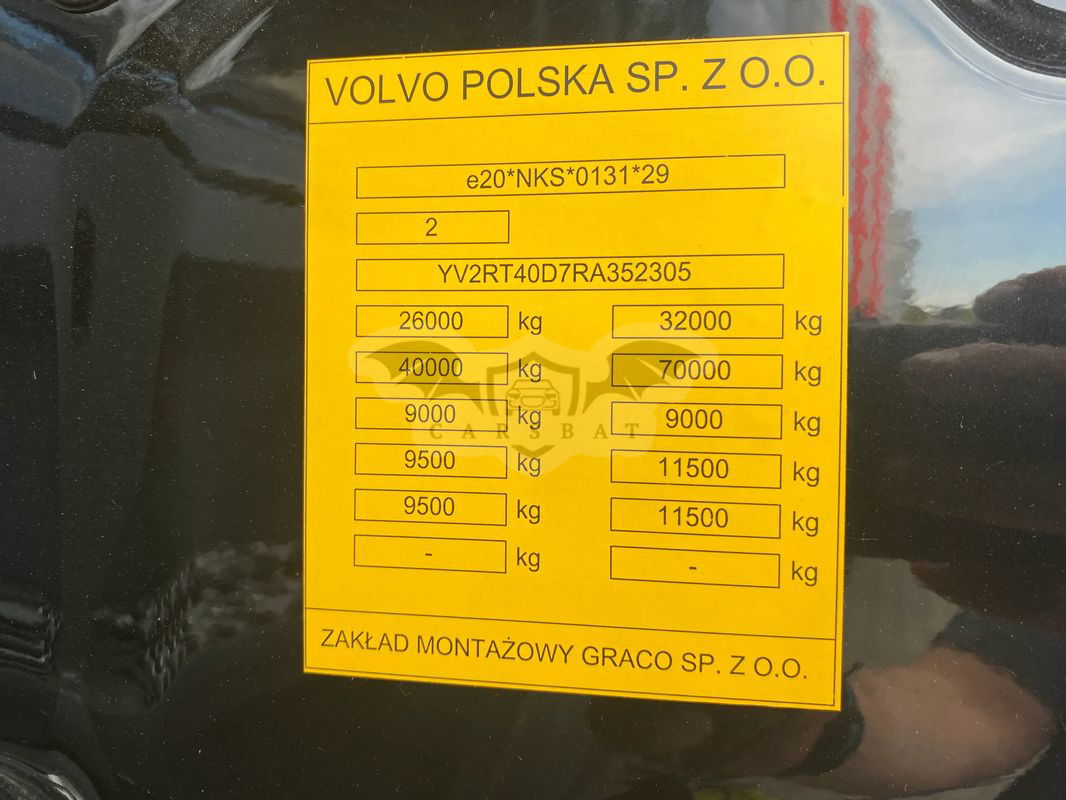 VOLVO POLSKA SP. Z O.O.
e20*NKS*0131*29
2
YV2RT40D7RA352305
26000 kg 32000 kg
40000 kg 70000 kg
9000 kg 9000 kg
CARSBAT
9500 kg 11500 kg
9500 kg 11500 kg
- kg - kg
ZAKŁAD MONTAŻOWY GRACO SP. Z O.O.